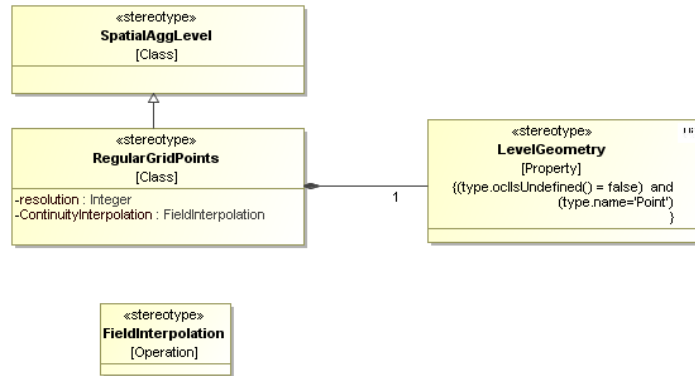 «stereotype»
SpatialAggLevel
[Class]
«stereotype»
RegularGridPoints
[Class]
-resolution : Integer
-ContinuityInterpolation : FieldInterpolation
1
«stereotype»
LevelGeometry
[Property]
{(type.oclIsUndefined() = false) and
(type.name='Point')
}
«stereotype»
FieldInterpolation
[Operation]